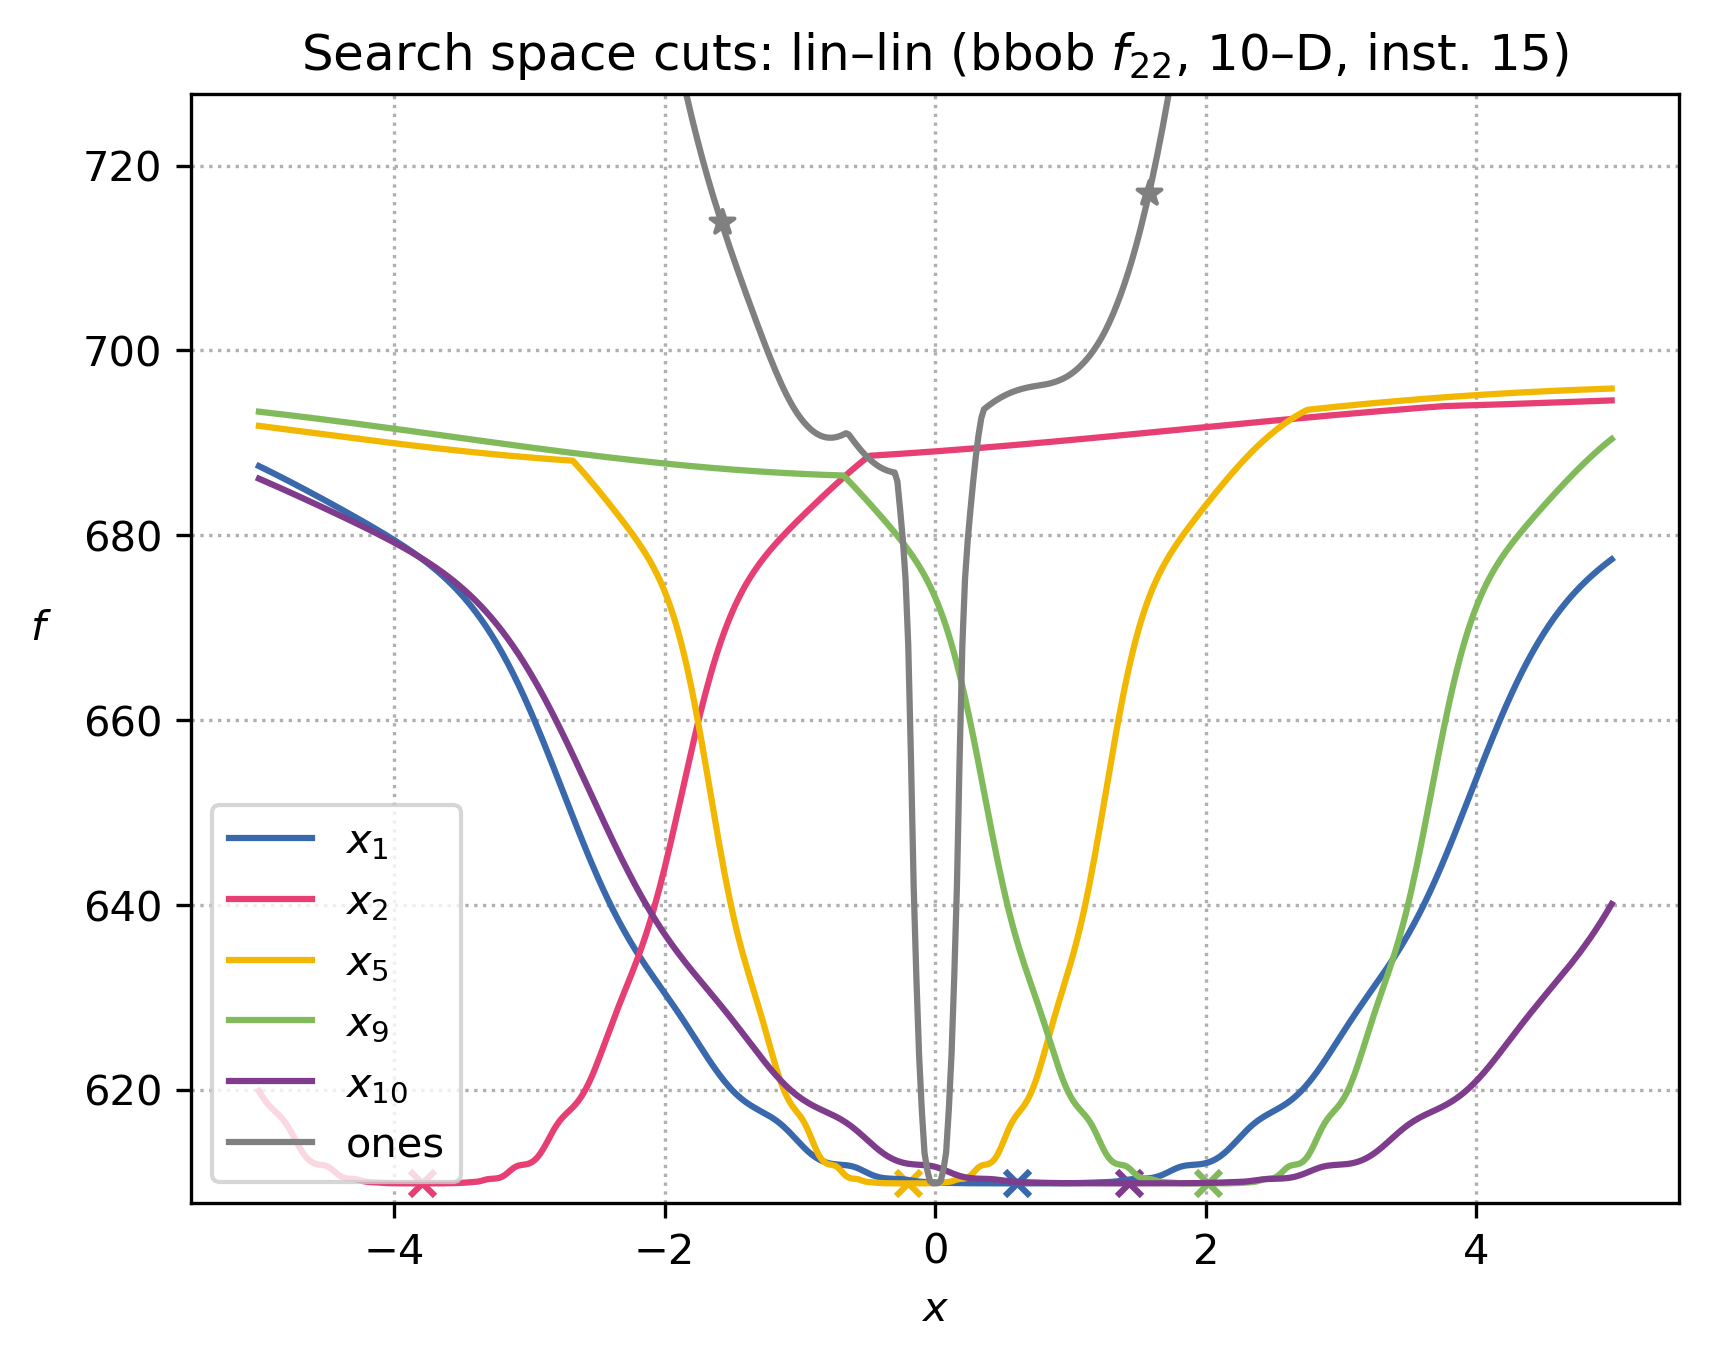 Search space cuts: lin–lin (bbob f₂₂, 10–D, inst. 15)
720
700
680
660
640
620
f
x₁
x₂
x₅
x₉
x₁₀
ones
−4
−2
0
2
4
x